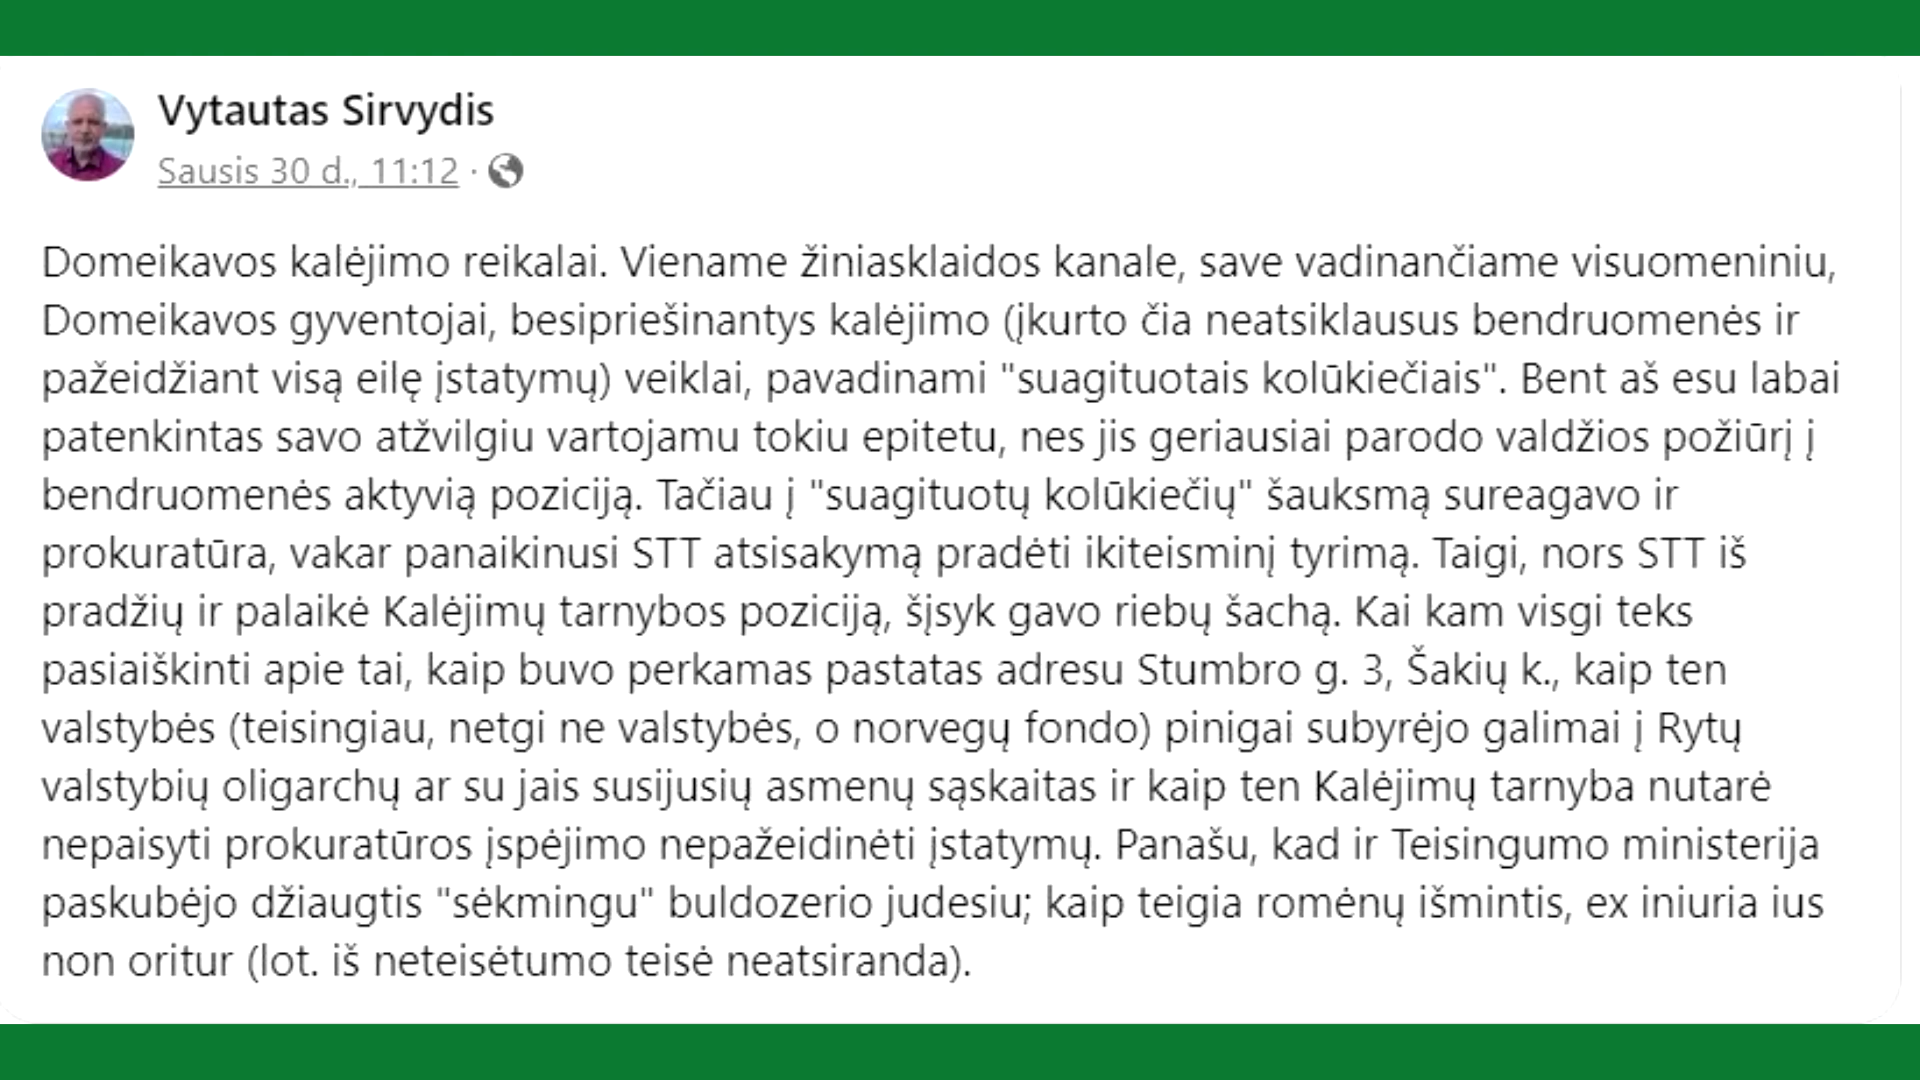 Vytautas Sirvydis
Sausis 30 d., 11:12 ·
Domeikavos kalėjimo reikalai. Viename žiniasklaidos kanale, save vadinančiame visuomeniniu,
Domeikavos gyventojai, besipriešinantys kalėjimo (įkurto čia neatsiklausus bendruomenės ir
pažeidžiant visą eilę įstatymų) veiklai, pavadinami "suagituotais kolūkiečiais". Bent aš esu labai
patenkintas savo atžvilgiu vartojamu tokiu epitetu, nes jis geriausiai parodo valdžios požiūrį į
bendruomenės aktyvią poziciją. Tačiau į "suagituotų kolūkiečių" šauksmą sureagavo ir
prokuratūra, vakar panaikinusi STT atsisakymą pradėti ikiteisminį tyrimą. Taigi, nors STT iš
pradžių ir palaikė Kalėjimų tarnybos poziciją, šįsyk gavo riebų šachą. Kai kam visgi teks
pasiaiškinti apie tai, kaip buvo perkamas pastatas adresu Stumbro g. 3, Šakių k., kaip ten
valstybės (teisingiau, netgi ne valstybės, o norvegų fondo) pinigai subyrėjo galimai į Rytų
valstybių oligarchų ar su jais susijusių asmenų sąskaitas ir kaip ten Kalėjimų tarnyba nutarė
nepaisyti prokuratūros įspėjimo nepažeidinėti įstatymų. Panašu, kad ir Teisingumo ministerija
paskubėjo džiaugtis "sėkmingu" buldozerio judesiu; kaip teigia romėnų išmintis, ex iniuria ius
non oritur (lot. iš neteisėtumo teisė neatsiranda).